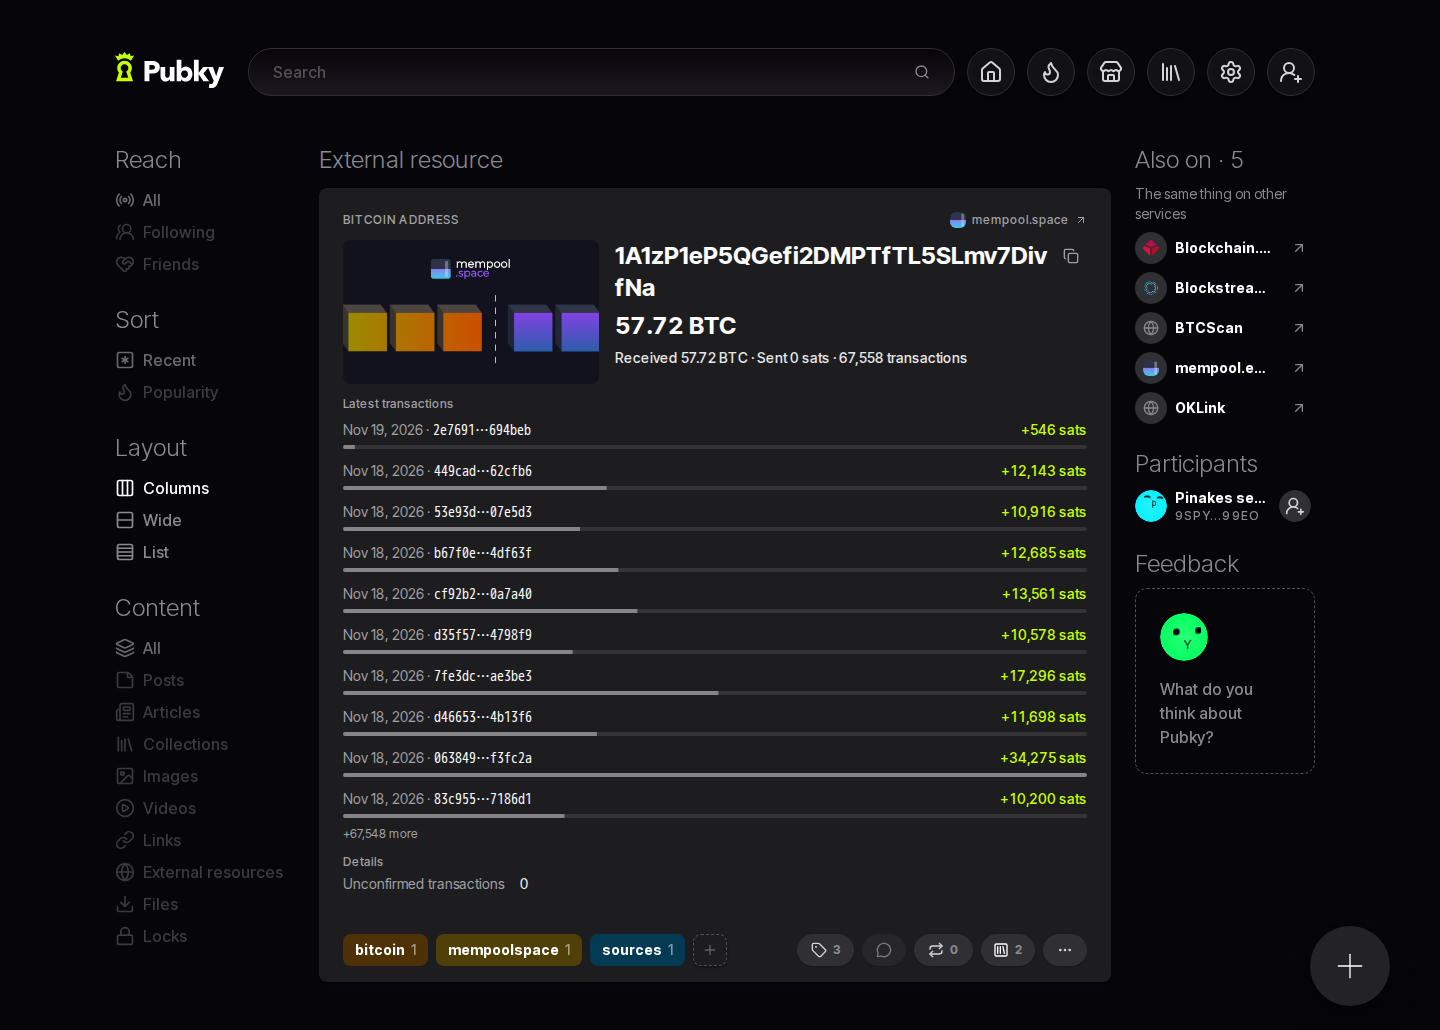 Pubky
Search
Reach
All
Following
Friends
Sort
Recent
Popularity
Layout
Columns
Wide
List
Content
All
Posts
Articles
Collections
Images
Videos
Links
External resources
Files
Locks
External resource
BITCOIN ADDRESS
mempool.space
mempool
.space
1A1zP1eP5QGefi2DMPTfTL5SLmv7Div
fNa
57.72 BTC
Received 57.72 BTC · Sent 0 sats · 67,558 transactions
Latest transactions
Nov 19, 2026 · 2e7691···694beb +546 sats
Nov 18, 2026 · 449cad···62cfb6 +12,143 sats
Nov 18, 2026 · 53e93d···07e5d3 +10,916 sats
Nov 18, 2026 · b67f0e···4df63f +12,685 sats
Nov 18, 2026 · cf92b2···0a7a40 +13,561 sats
Nov 18, 2026 · d35f57···4798f9 +10,578 sats
Nov 18, 2026 · 7fe3dc···ae3be3 +17,296 sats
Nov 18, 2026 · d46653···4b13f6 +11,698 sats
Nov 18, 2026 · 063849···f3fc2a +34,275 sats
Nov 18, 2026 · 83c955···7186d1 +10,200 sats
+67,548 more
Details
Unconfirmed transactions 0
bitcoin 1 mempoolspace 1 sources 1
3 0 2
Also on · 5
The same thing on other
services
Blockchain....
Blockstrea...
BTCScan
mempool.e...
OKLink
Participants
Pinakes se...
9SPY...99EO
Feedback
What do you
think about
Pubky?